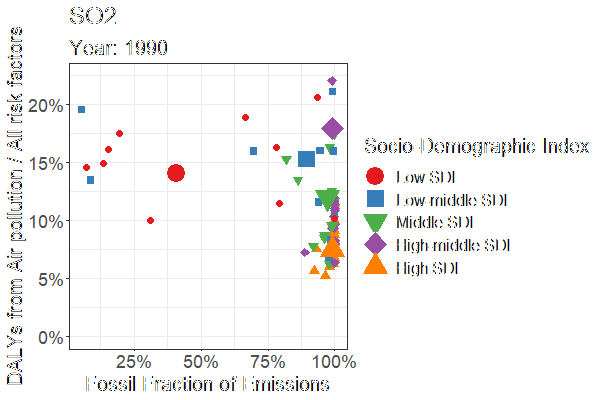 SO2
Year: 1990
DALYs from Air pollution / All risk factors
20%
15%
10%
5%
0%
25%
50%
75%
100%
Fossil Fraction of Emissions
Socio-Demographic Index
Low SDI
Low-middle SDI
Middle SDI
High-middle SDI
High SDI